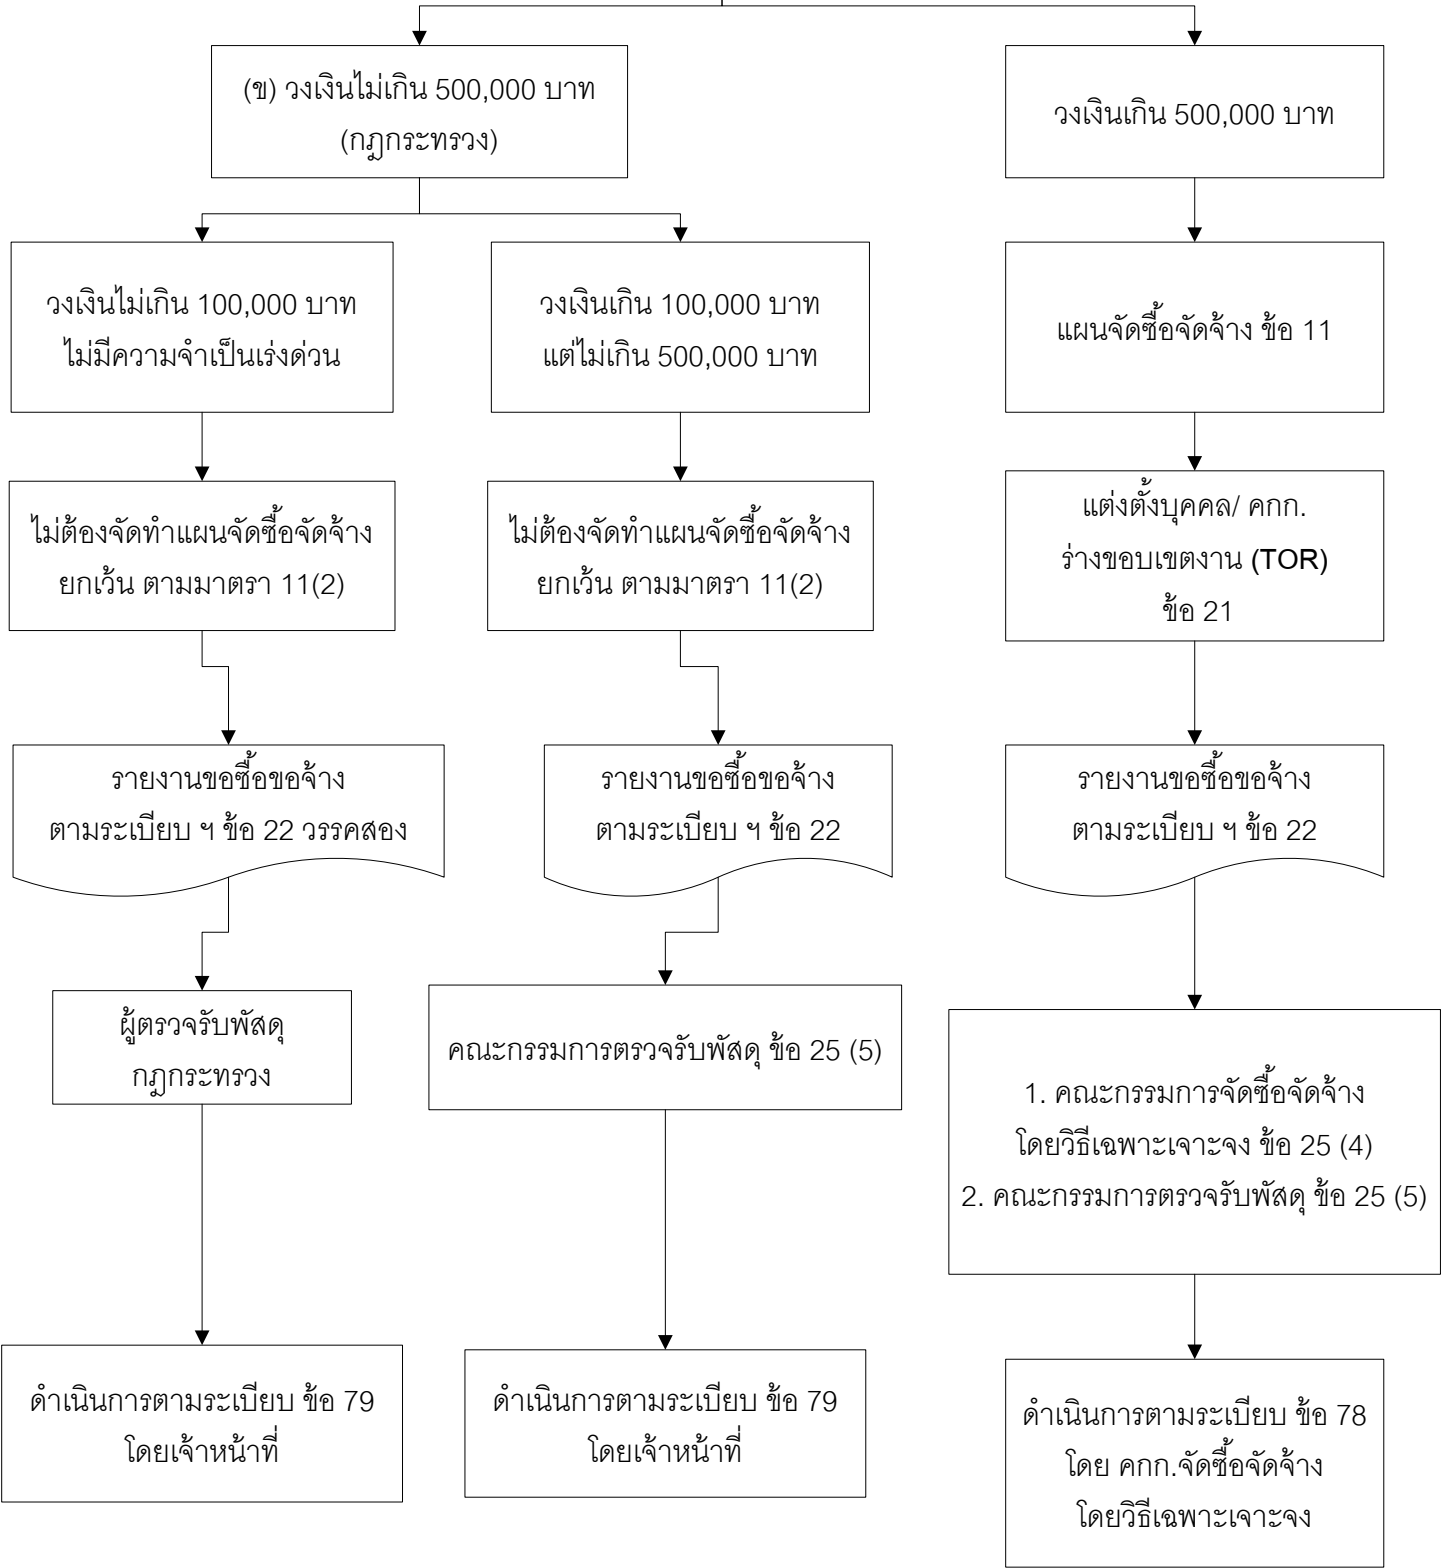 (ข) วงเงินไม่เกิน 500,000 บาท
(กฎกระทรวง)
วงเงินเกิน 500,000 บาท
วงเงินไม่เกิน 100,000 บาท
ไม่มีความจำเป็นเร่งด่วน
วงเงินเกิน 100,000 บาท
แต่ไม่เกิน 500,000 บาท
แผนจัดซื้อจัดจ้าง ข้อ 11
ไม่ต้องจัดทำแผนจัดซื้อจัดจ้าง
ยกเว้น ตามมาตรา 11(2)
ไม่ต้องจัดทำแผนจัดซื้อจัดจ้าง
ยกเว้น ตามมาตรา 11(2)
แต่งตั้งบุคคล/ คกก.
ร่างขอบเขตงาน (TOR)
ข้อ 21
รายงานขอซื้อขอจ้าง
ตามระเบียบ ฯ ข้อ 22 วรรคสอง
รายงานขอซื้อขอจ้าง
ตามระเบียบ ฯ ข้อ 22
รายงานขอซื้อขอจ้าง
ตามระเบียบ ฯ ข้อ 22
ผู้ตรวจรับพัสดุ
กฎกระทรวง
คณะกรรมการตรวจรับพัสดุ ข้อ 25 (5)
1. คณะกรรมการจัดซื้อจัดจ้าง
โดยวิธีเฉพาะเจาะจง ข้อ 25 (4)
2. คณะกรรมการตรวจรับพัสดุ ข้อ 25 (5)
ดำเนินการตามระเบียบ ข้อ 79
โดยเจ้าหน้าที่
ดำเนินการตามระเบียบ ข้อ 79
โดยเจ้าหน้าที่
ดำเนินการตามระเบียบ ข้อ 78
โดย คกก.จัดซื้อจัดจ้าง
โดยวิธีเฉพาะเจาะจง